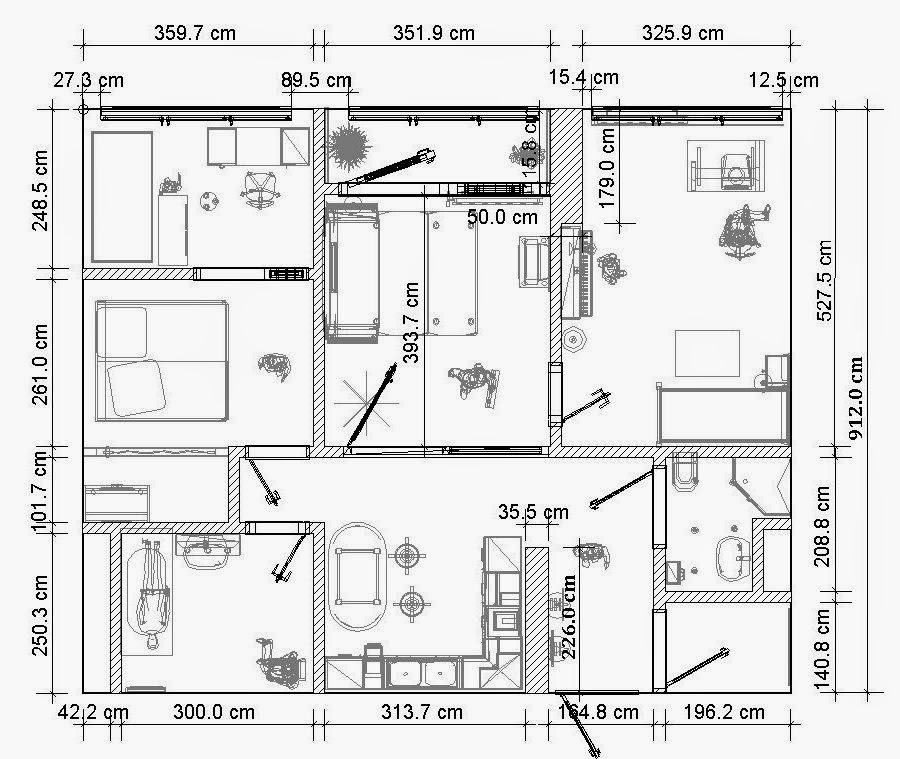 359.7 cm
351.9 cm
325.9 cm
27.3 cm
89.5 cm
15.4 cm
12.5 cm
248.5 cm
15.8 cm
179.0 cm
50.0 cm
527.5 cm
261.0 cm
393.7 cm
912.0 cm
101.7 cm
35.5 cm
208.8 cm
250.3 cm
226.0 cm
140.8 cm
42.2 cm
300.0 cm
313.7 cm
164.8 cm
196.2 cm